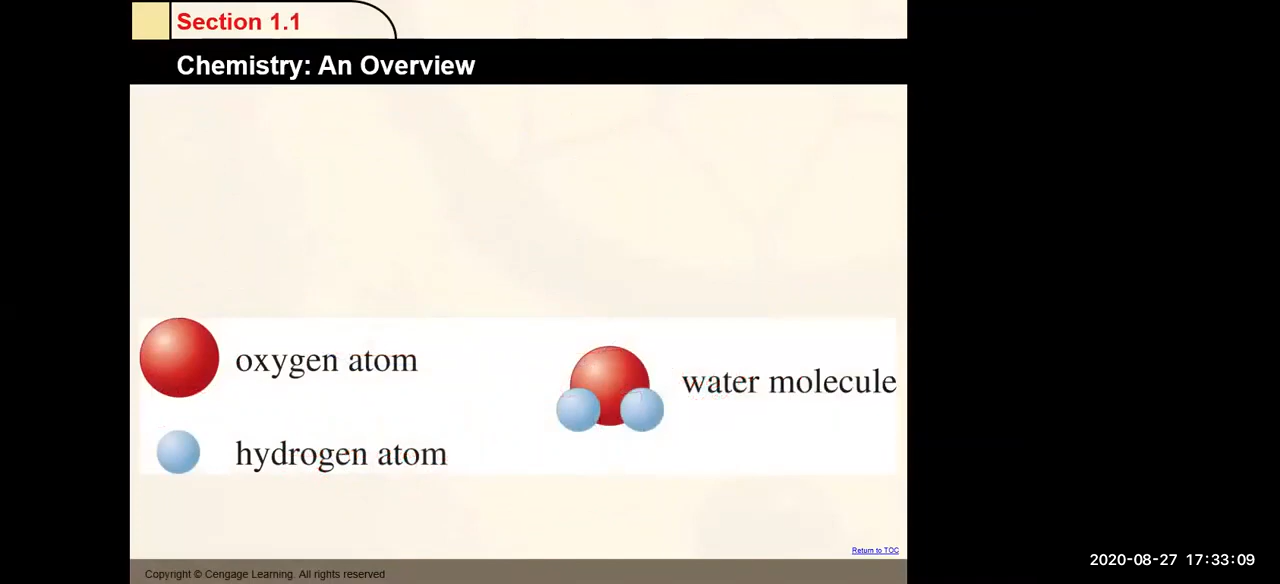 Section 1.1
Chemistry: An Overview
oxygen atom
water molecule
hydrogen atom
Return to TOC
Copyright © Cengage Learning. All rights reserved
2020-08-27 17:33:09